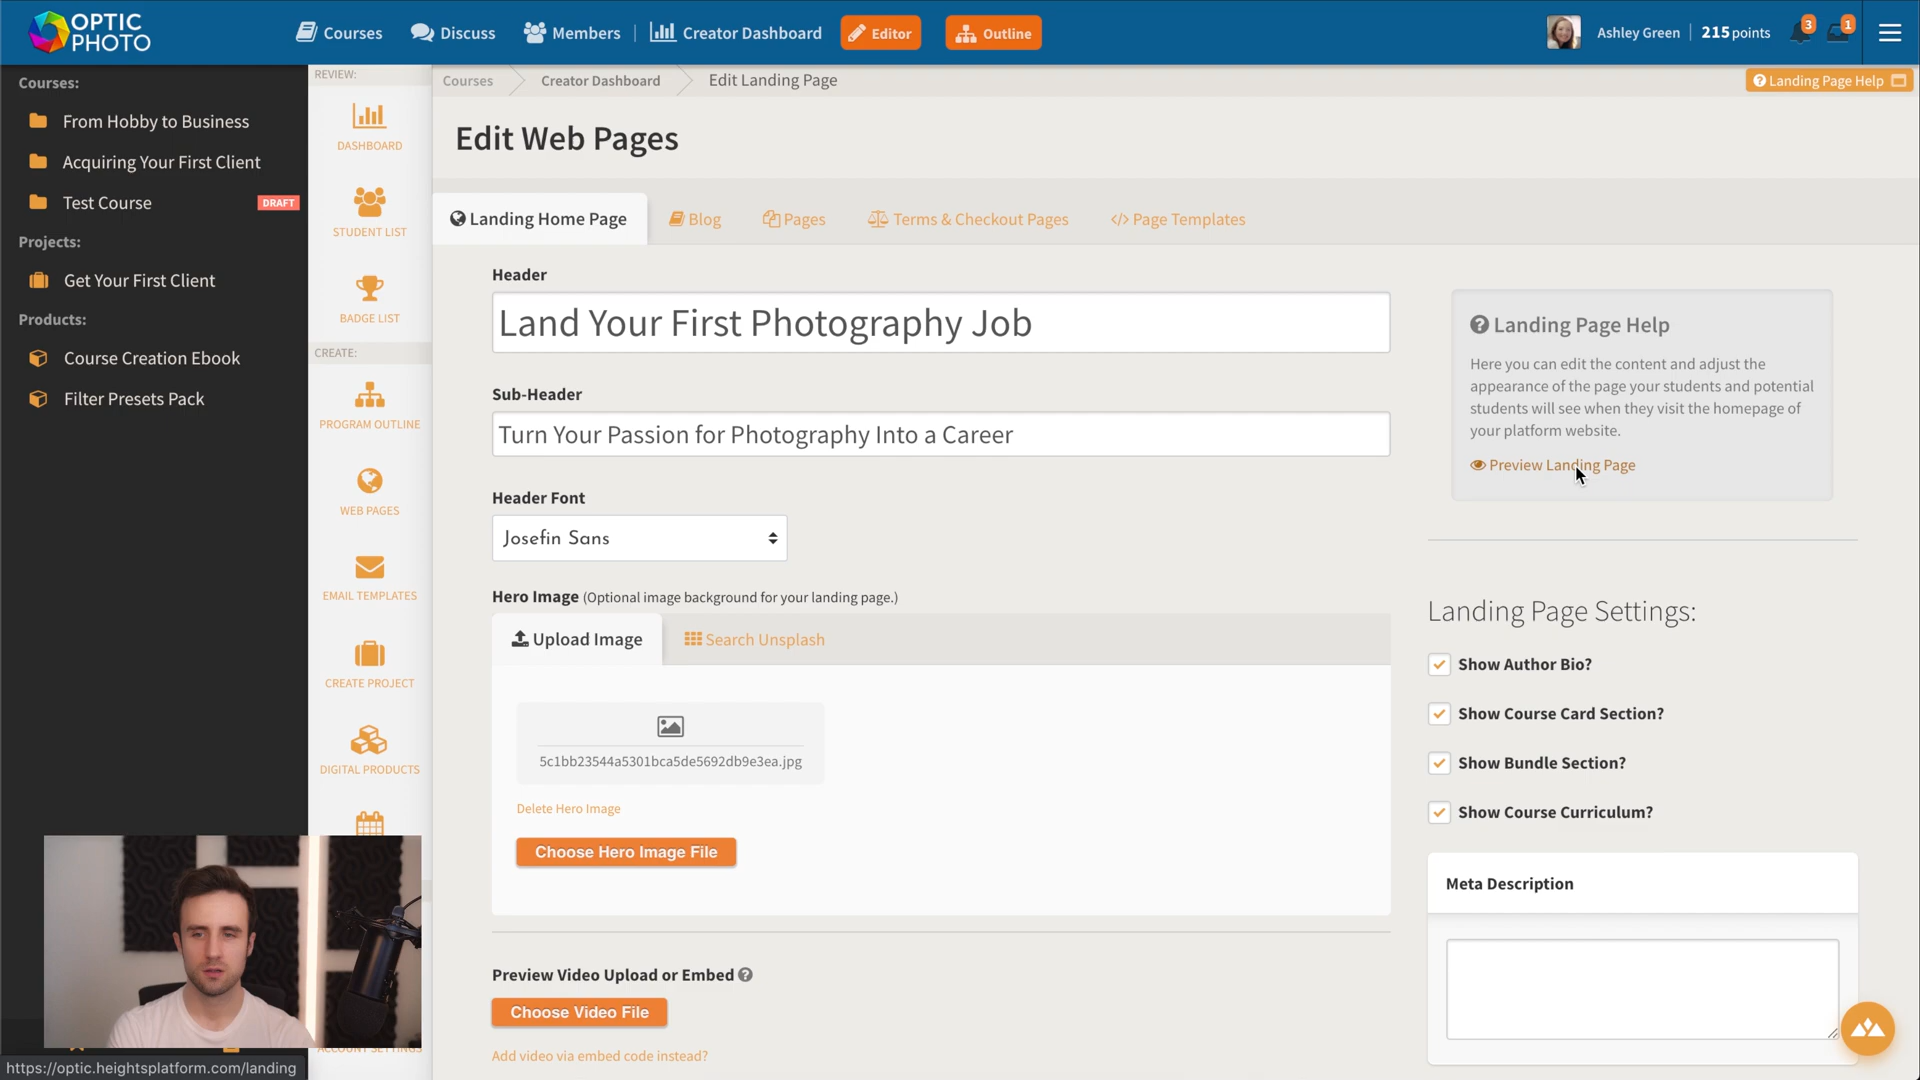 OPTIC
PHOTO
Courses
Discuss
Members
Creator Dashboard
Editor
Outline
Ashley Green
215 points
3
1
Courses:
From Hobby to Business
Acquiring Your First Client
Test Course
DRAFT
Projects:
Get Your First Client
Products:
Course Creation Ebook
Filter Presets Pack
REVIEW:
DASHBOARD
STUDENT LIST
BADGE LIST
CREATE:
PROGRAM OUTLINE
WEB PAGES
EMAIL TEMPLATES
CREATE PROJECT
DIGITAL PRODUCTS
ACCOUNT SETTINGS
Courses
Creator Dashboard
Edit Landing Page
Landing Page Help
Edit Web Pages
Landing Home Page
Blog
Pages
Terms & Checkout Pages
</> Page Templates
Header
Land Your First Photography Job
Sub-Header
Turn Your Passion for Photography Into a Career
Header Font
Josefin Sans
Hero Image (Optional image background for your landing page.)
Upload Image
Search Unsplash
5c1bb23544a5301bca5de5692db9e3ea.jpg
Delete Hero Image
Choose Hero Image File
Preview Video Upload or Embed
Choose Video File
Add video via embed code instead?
Landing Page Help
Here you can edit the content and adjust the
appearance of the page your students and potential
students will see when they visit the homepage of
your platform website.
Preview Landing Page
Landing Page Settings:
Show Author Bio?
Show Course Card Section?
Show Bundle Section?
Show Course Curriculum?
Meta Description
https://optic.heightsplatform.com/landing